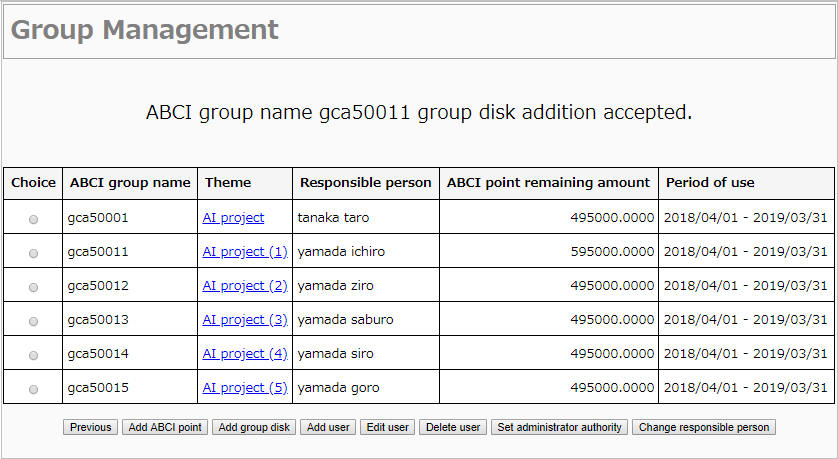 Group Management
ABCI group name gca50011 group disk addition accepted.
Choice ABCI group name Theme Responsible person ABCI point remaining amount Period of use
gca50001 AI project tanaka taro 495000.0000 2018/04/01 - 2019/03/31
gca50011 AI project (1) yamada ichiro 595000.0000 2018/04/01 - 2019/03/31
gca50012 AI project (2) yamada ziro 495000.0000 2018/04/01 - 2019/03/31
gca50013 AI project (3) yamada saburo 495000.0000 2018/04/01 - 2019/03/31
gca50014 AI project (4) yamada siro 495000.0000 2018/04/01 - 2019/03/31
gca50015 AI project (5) yamada goro 495000.0000 2018/04/01 - 2019/03/31
Previous Add ABCI point Add group disk Add user Edit user Delete user Set administrator authority Change responsible person